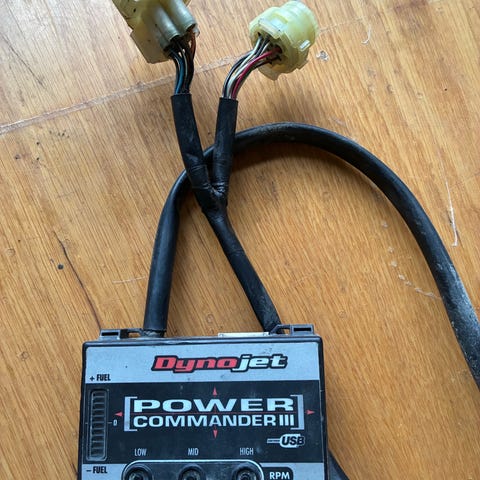 Dynojet
+ FUEL
POWER
0
COMMANDER III
USB
LOW MID HIGH
- FUEL
RPM